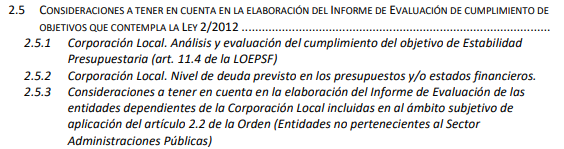 2.5 CONSIDERACIONES A TENER EN CUENTA EN LA ELABORACIÓN DEL INFORME DE EVALUACIÓN DE CUMPLIMIENTO DE
OBJETIVOS QUE CONTEMPLA LA LEY 2/2012 ........................................................................
2.5.1 Corporación Local. Análisis y evaluación del cumplimiento del objetivo de Estabilidad
Presupuestaria (art. 11.4 de la LOEPSF)
2.5.2 Corporación Local. Nivel de deuda previsto en los presupuestos y/o estados financieros.
2.5.3 Consideraciones a tener en cuenta en la elaboración del Informe de Evaluación de las
entidades dependientes de la Corporación Local incluidas en al ámbito subjetivo de
aplicación del artículo 2.2 de la Orden (Entidades no pertenecientes al Sector
Administraciones Públicas)